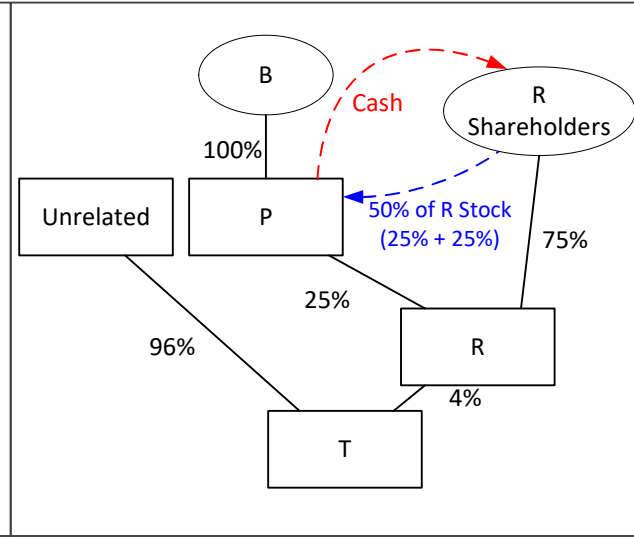 B
R
Shareholders
Cash
100%
Unrelated
P
50% of R Stock
(25% + 25%)
75%
25%
96%
R
4%
T